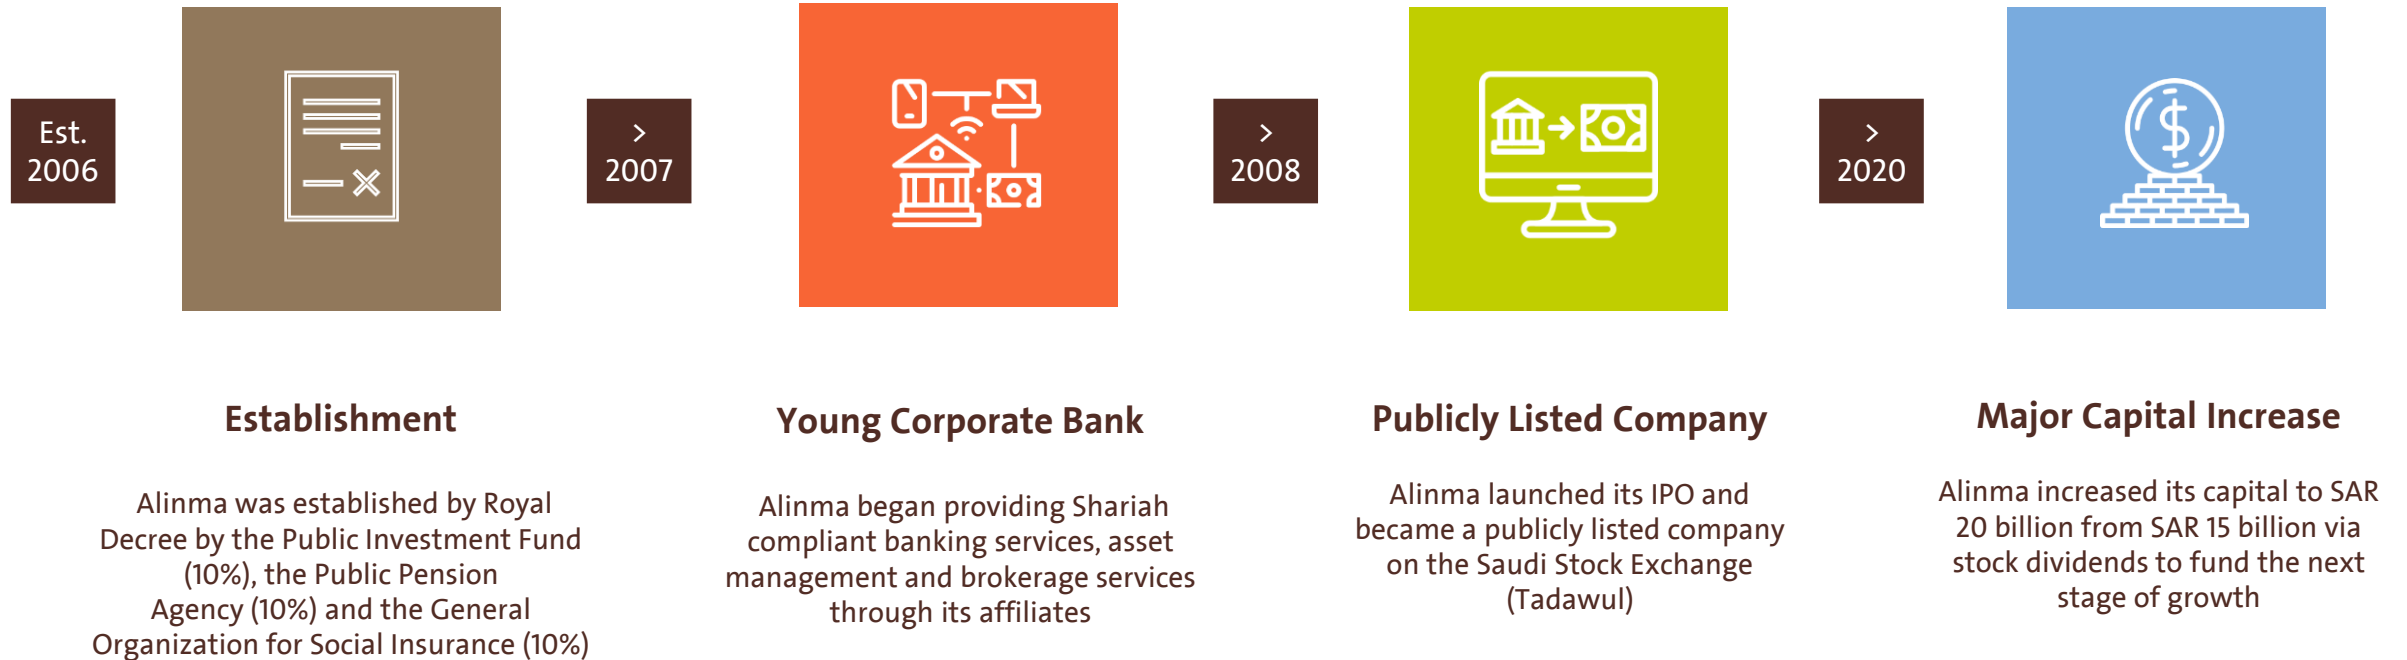 Est.
2006
Establishment
Alinma was established by Royal
Decree by the Public Investment Fund
(10%), the Public Pension
Agency (10%) and the General
Organization for Social Insurance (10%)
>
2007
Young Corporate Bank
Alinma began providing Shariah
compliant banking services, asset
management and brokerage services
through its affiliates
>
2008
Publicly Listed Company
Alinma launched its IPO and
became a publicly listed company
on the Saudi Stock Exchange
(Tadawul)
>
2020
$
Major Capital Increase
Alinma increased its capital to SAR
20 billion from SAR 15 billion via
stock dividends to fund the next
stage of growth